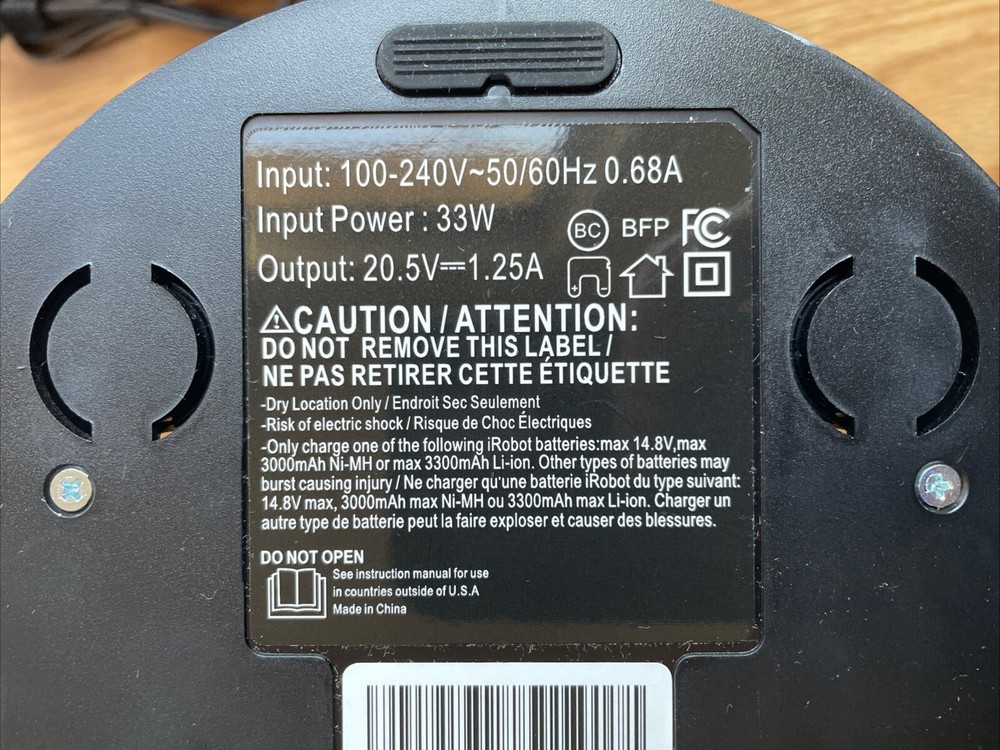 Input: 100-240V~50/60Hz 0.68A
Input Power : 33W
BC BFP FC
Output: 20.5V⎓1.25A
+ -
⚠CAUTION / ATTENTION:
DO NOT REMOVE THIS LABEL /
NE PAS RETIRER CETTE ÉTIQUETTE
-Dry Location Only / Endroit Sec Seulement
-Risk of electric shock / Risque de Choc Électriques
-Only charge one of the following iRobot batteries:max 14.8V,max
3000mAh Ni-MH or max 3300mAh Li-ion. Other types of batteries may
burst causing injury / Ne charger qu'une batterie iRobot du type suivant:
14.8V max, 3000mAh max Ni-MH ou 3300mAh max Li-ion. Charger un
autre type de batterie peut la faire exploser et causer des blessures.
DO NOT OPEN
See instruction manual for use
in countries outside of U.S.A
Made in China